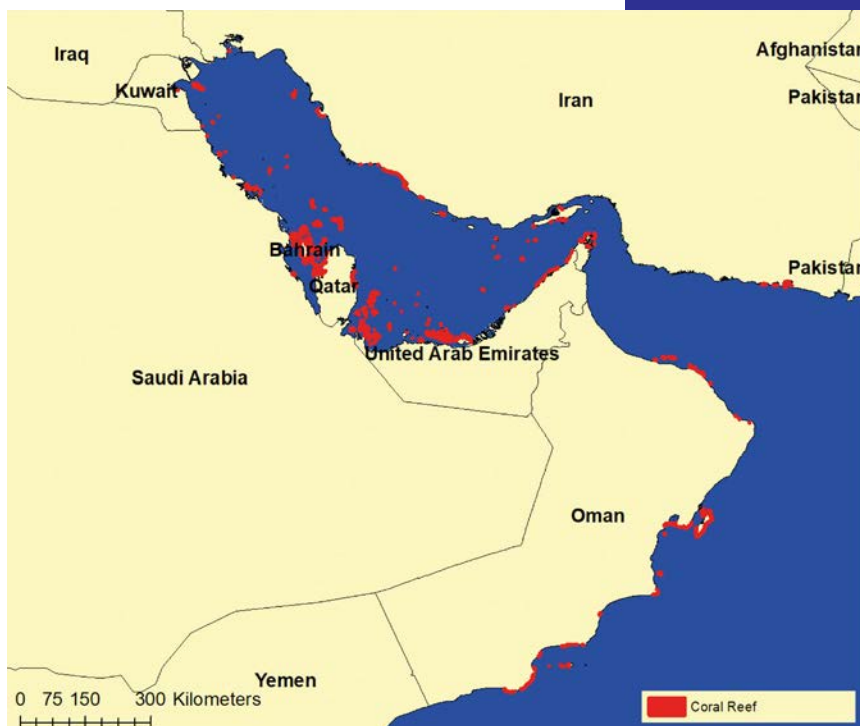 Iraq
Afghanistan
Kuwait
Pakistan
Iran
Bahrain
Pakistan
Qatar
United Arab Emirates
Saudi Arabia
Oman
Yemen
0 75 150 300 Kilometers
Coral Reef